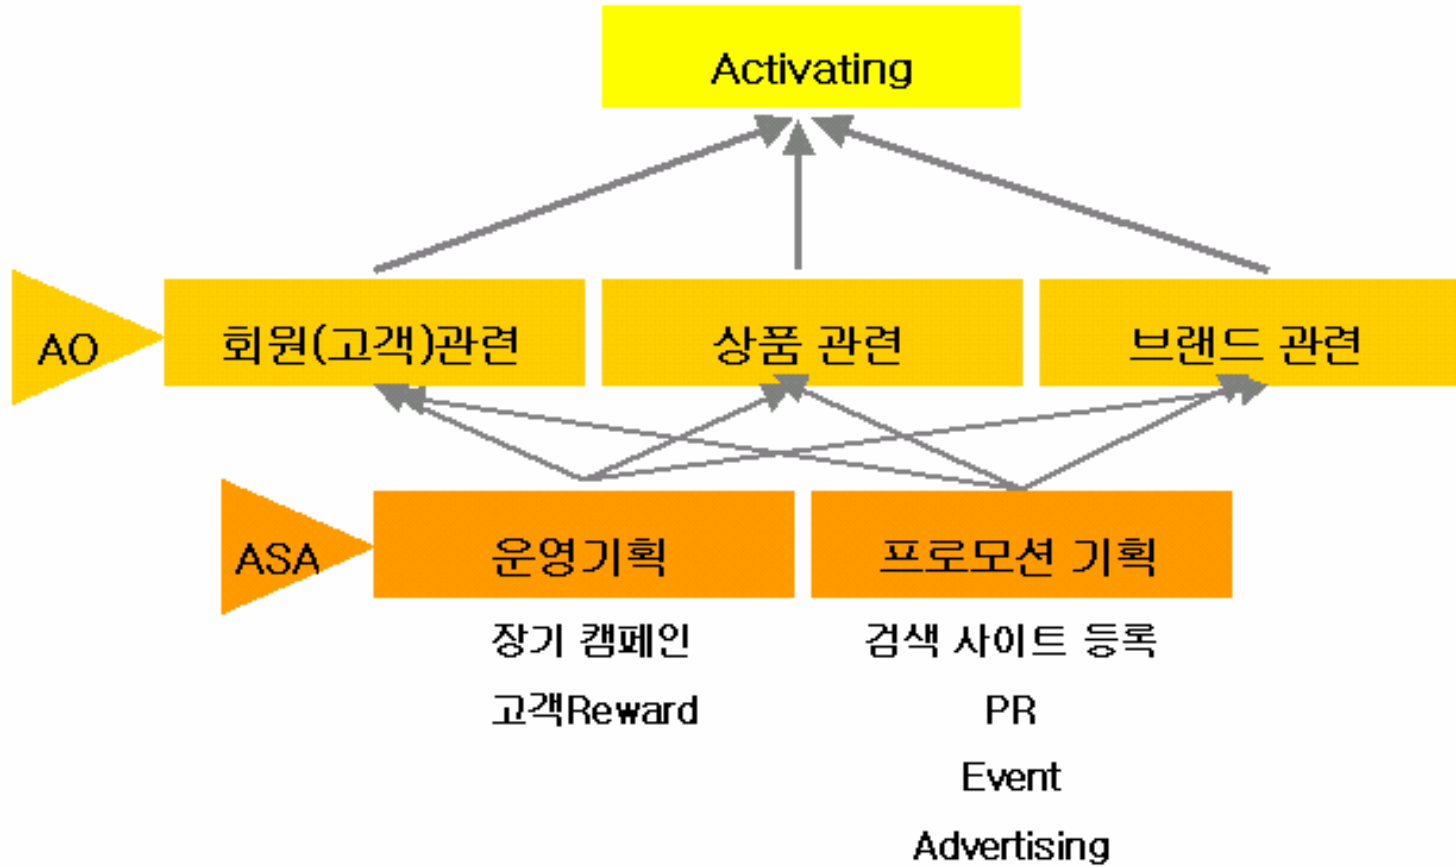 Activating
AO
회원(고객)관련
상품 관련
브랜드 관련
ASA
운영기획
프로모션 기획
장기 캠페인
검색 사이트 등록
고객Reward
PR
Event
Advertising